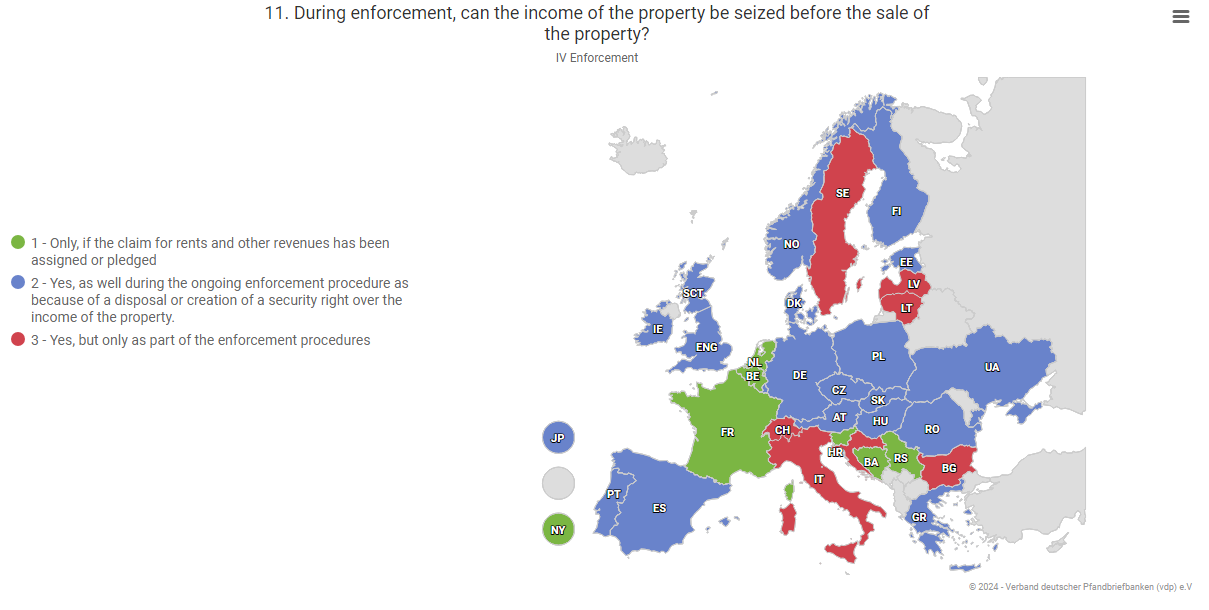 11. During enforcement, can the income of the property be seized before the sale of
the property?
IV Enforcement
1 - Only, if the claim for rents and other revenues has been
assigned or pledged
2 - Yes, as well during the ongoing enforcement procedure as
because of a disposal or creation of a security right over the
income of the property.
3 - Yes, but only as part of the enforcement procedures
SE
FI
NO
EE
LV
SCT
DK
LT
IE
ENG
PL
NL
UA
BE
DE
CZ
SK
AT
HU
FR
CH
RO
JP
HR
BA
RS
BG
IT
PT
ES
GR
NY
© 2024 - Verband deutscher Pfandbriefbanken (vdp) e.V